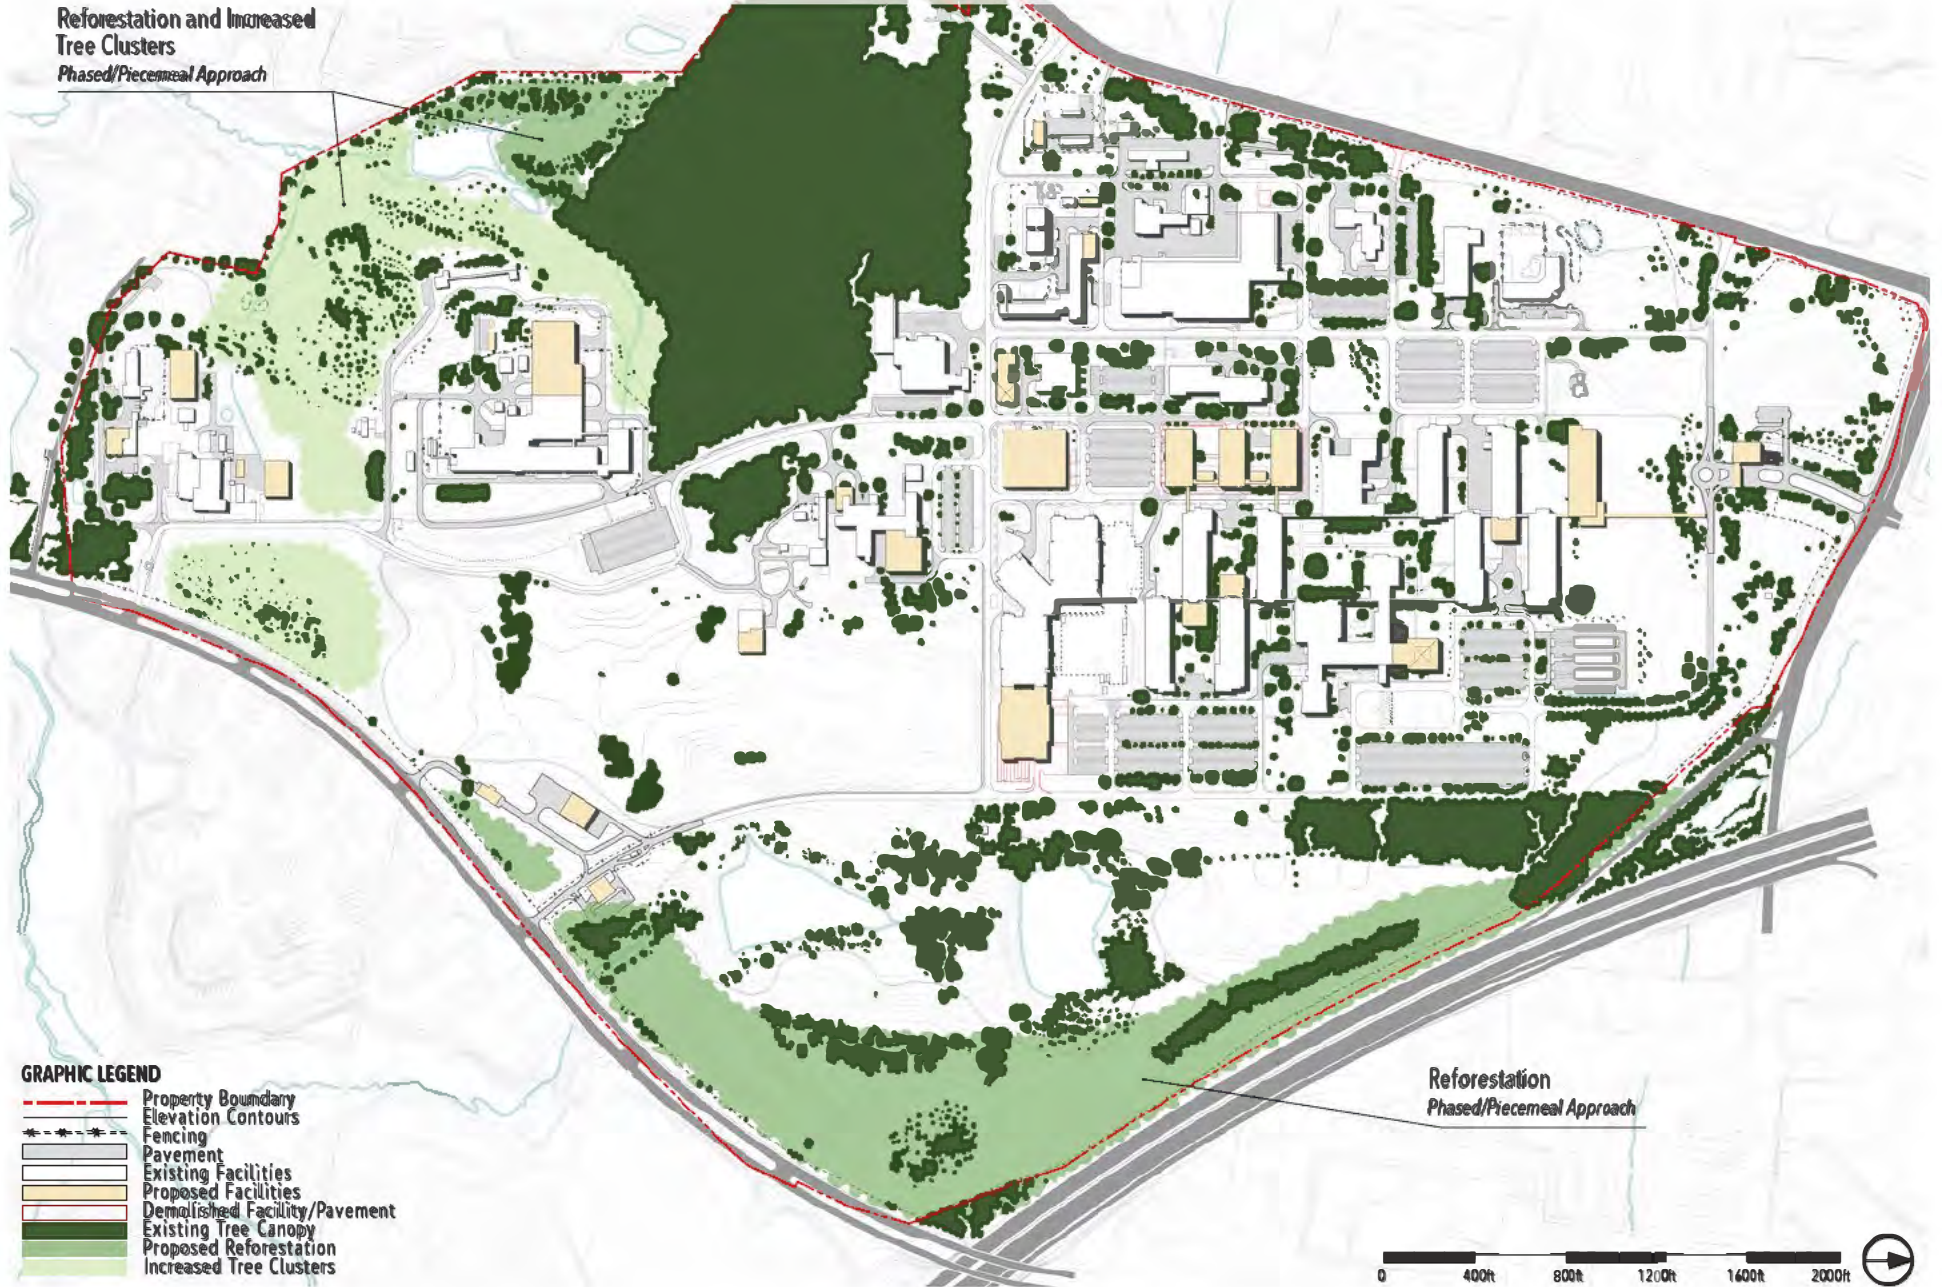 Reforestation and Increased
Tree Clusters
Phased/Piecemeal Approach
Reforestation
Phased/Piecemeal Approach
GRAPHIC LEGEND
Property Boundary
Elevation Contours
Fencing
Pavement
Existing Facilities
Proposed Facilities
Demolished Facility/Pavement
Existing Tree Canopy
Proposed Reforestation
Increased Tree Clusters
0 400ft 800ft 1200ft 1600ft 2000ft